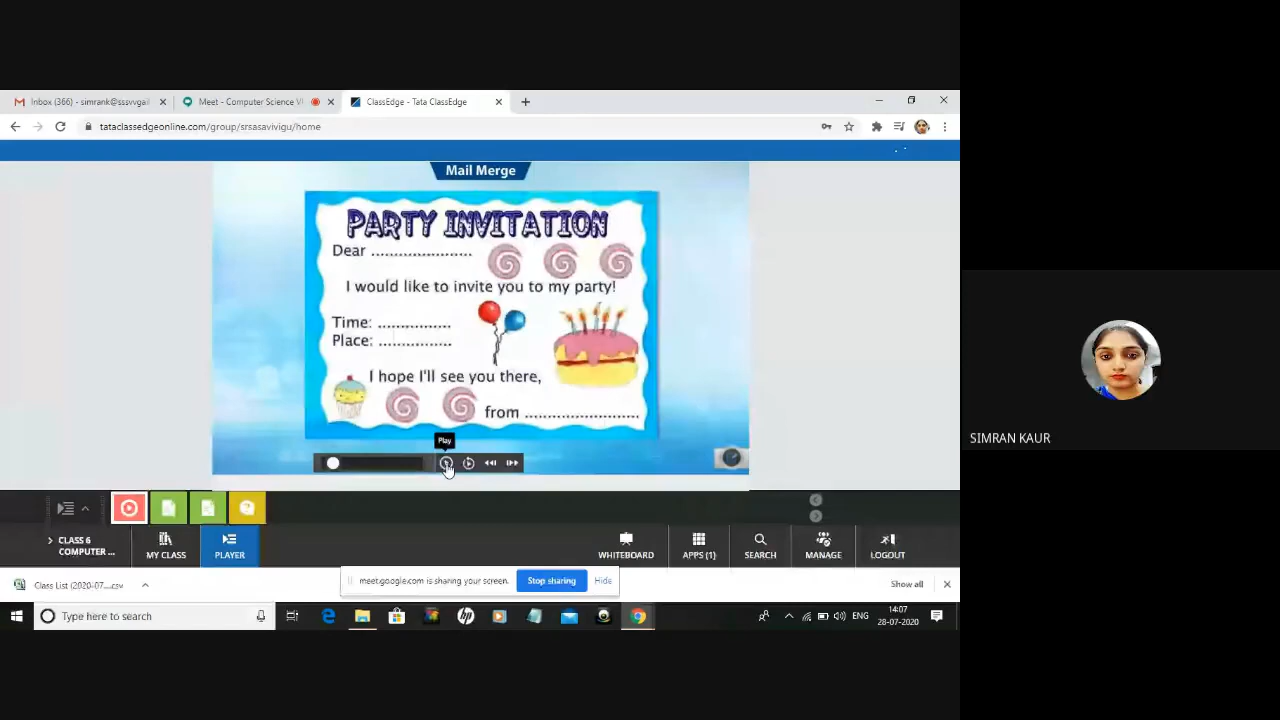 Inbox (366) - simrank@sssvvgail
Meet - Computer Science VI
ClassEdge - Tata ClassEdge
tataclassedgeonline.com/group/srsasavivigu/home
Mail Merge
PARTY INVITATION
Dear ......................
I would like to invite you to my party!
Time: ................
Place: ................
I hope I'll see you there,
from .........................
Play
SIMRAN KAUR
CLASS 6
COMPUTER ...
MY CLASS
PLAYER
WHITEBOARD
APPS (1)
SEARCH
MANAGE
LOGOUT
Class List (2020-07....csv
meet.google.com is sharing your screen.
Stop sharing
Hide
Show all
Type here to search
hp
ENG
14:07
28-07-2020